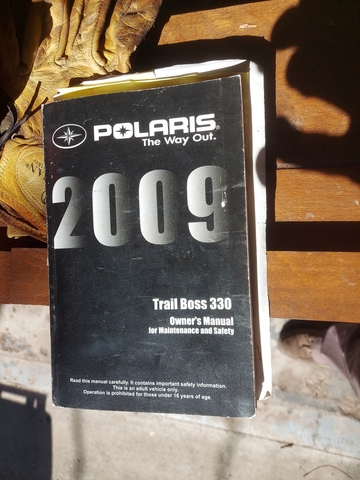 POLARIS
The Way Out.
2009
Trail Boss 330
Owner's Manual
for Maintenance and Safety
Read this manual carefully. It contains important safety information.
This is an adult vehicle only.
Operation is prohibited for those under 16 years of age.